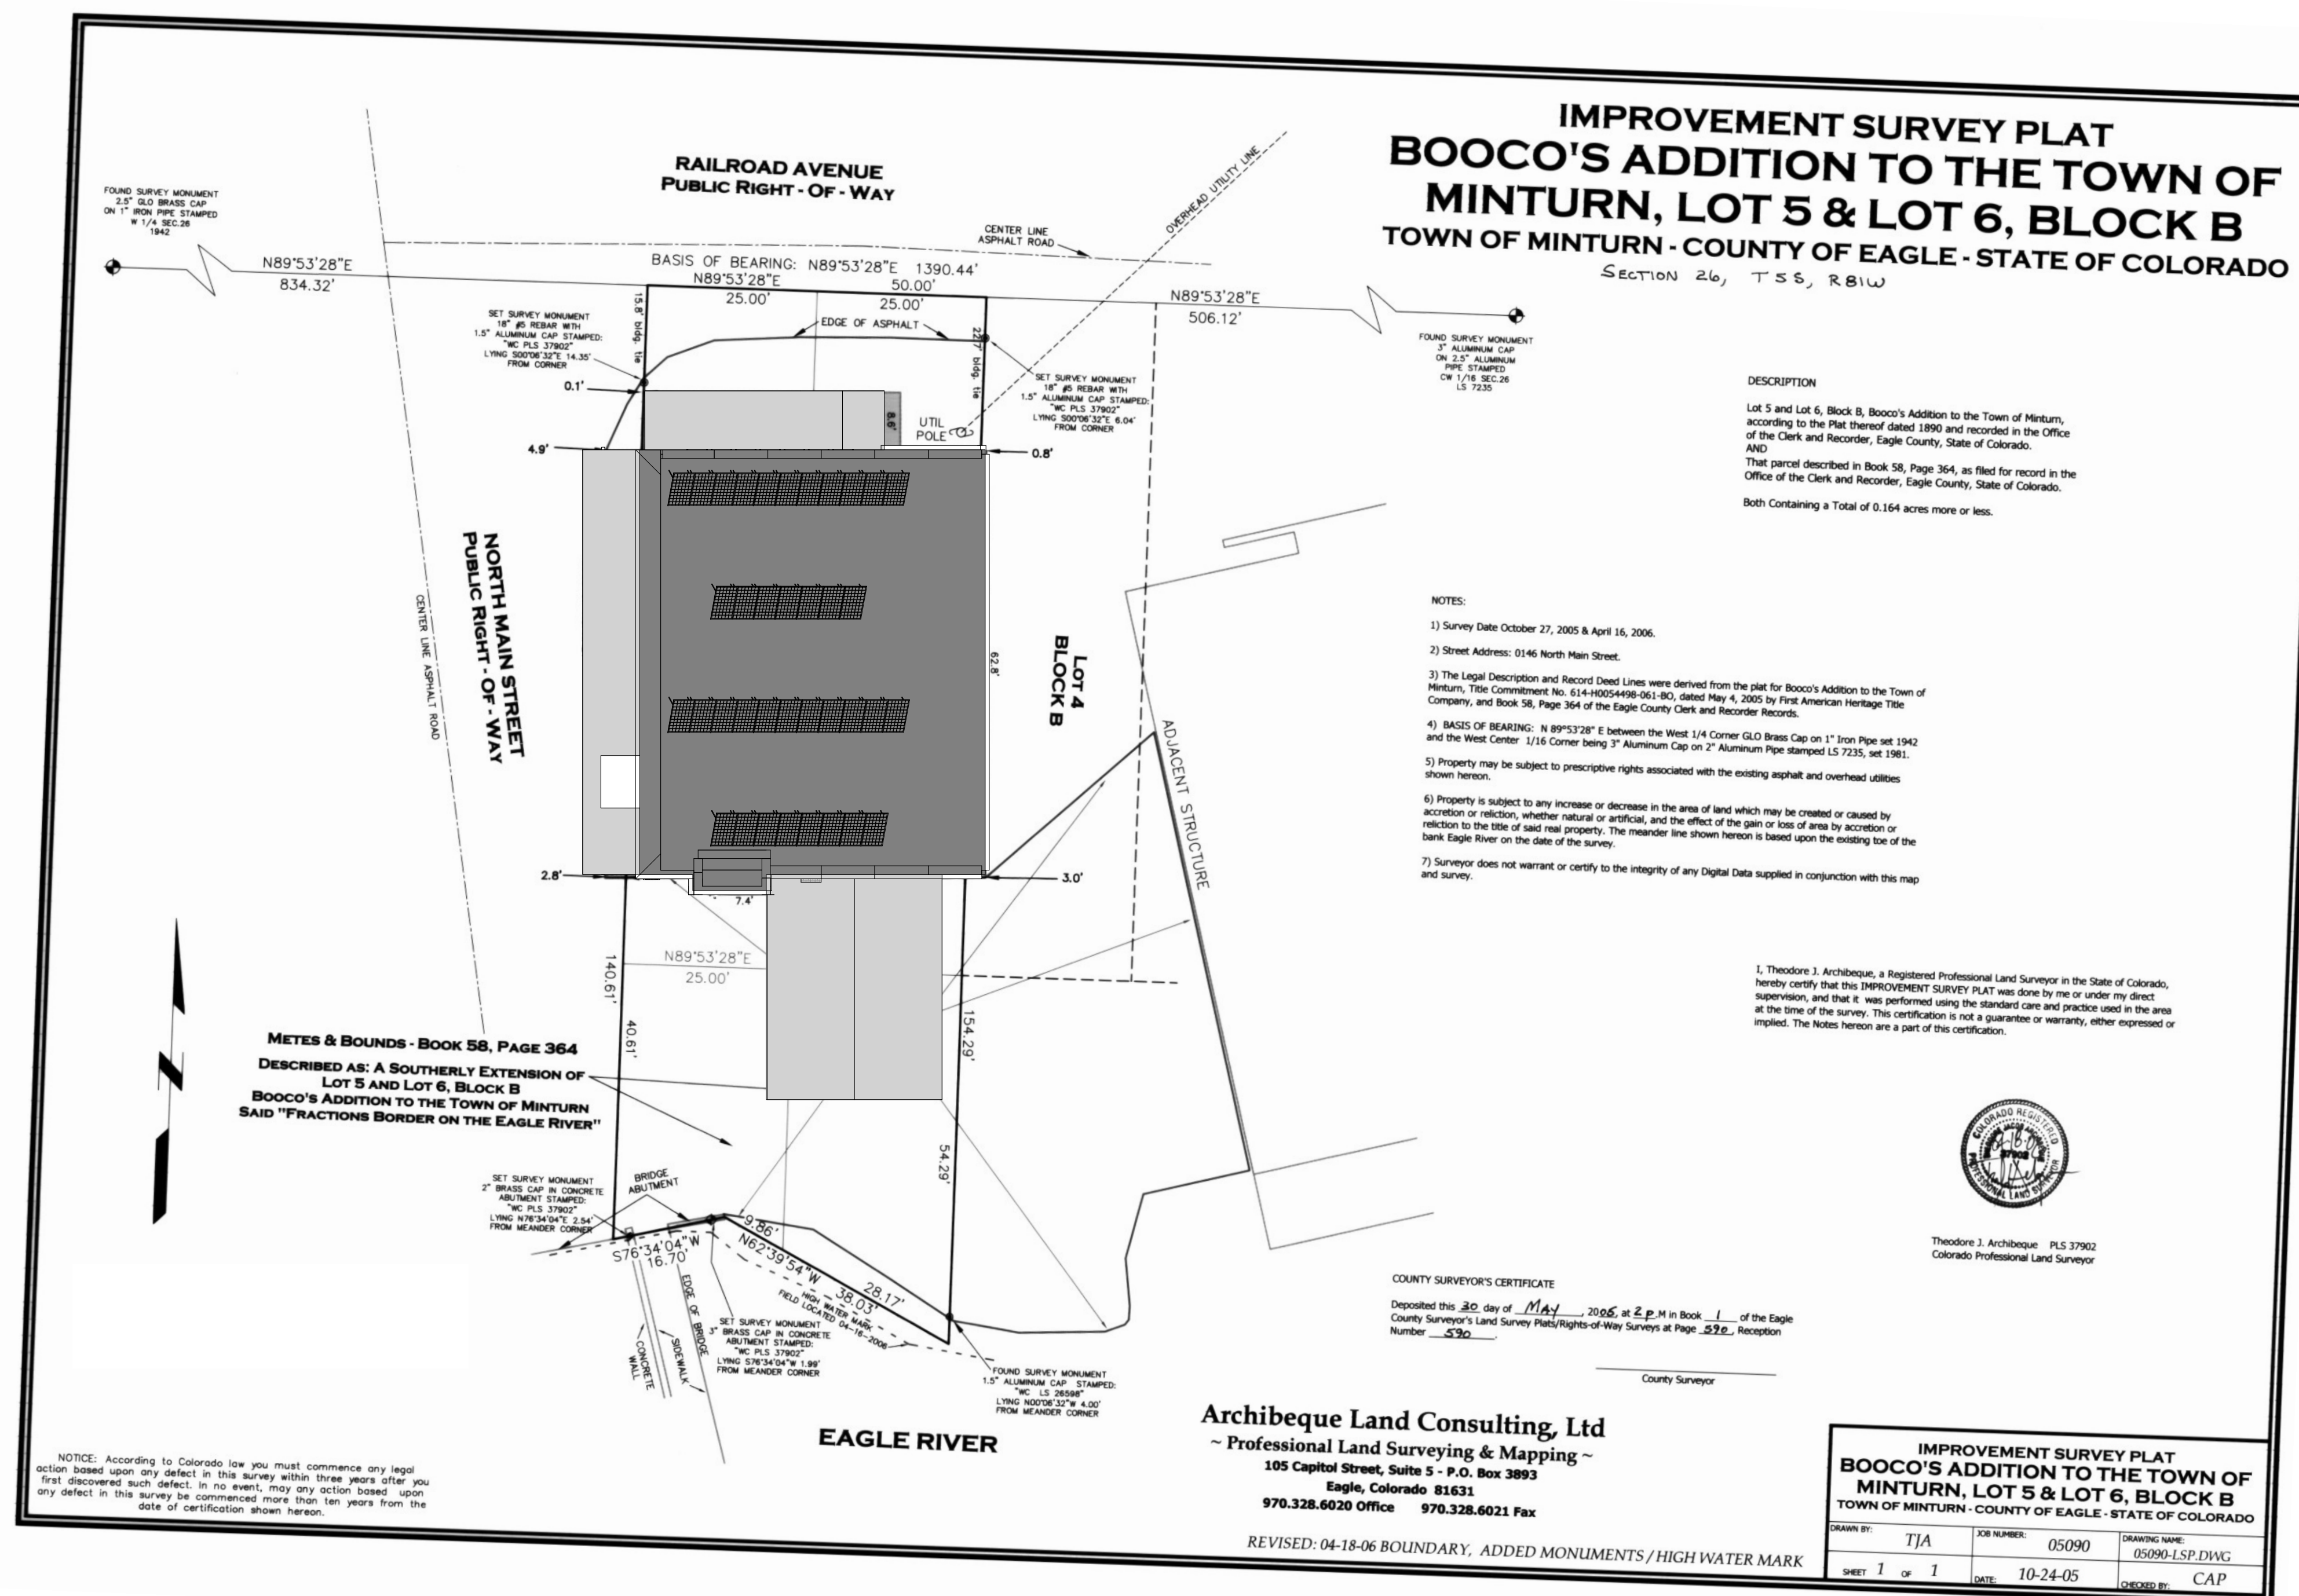 IMPROVEMENT SURVEY PLAT
BOOCO'S ADDITION TO THE TOWN OF
MINTURN, LOT 5 & LOT 6, BLOCK B
TOWN OF MINTURN - COUNTY OF EAGLE - STATE OF COLORADO
SECTION 26, T5S, R81W
RAILROAD AVENUE
PUBLIC RIGHT - OF - WAY
OVERHEAD UTILITY LINE
CENTER LINE
ASPHALT ROAD
FOUND SURVEY MONUMENT
2.5" GLO BRASS CAP
ON 1" IRON PIPE STAMPED
W 1/4 SEC.26
1942
N89°53'28"E
834.32'
BASIS OF BEARING: N89°53'28"E 1390.44'
N89°53'28"E
50.00'
25.00'
25.00'
N89°53'28"E
506.12'
FOUND SURVEY MONUMENT
3" ALUMINUM CAP
ON 2.5" ALUMINUM
PIPE STAMPED
CW 1/16 SEC.26
LS 7235
EDGE OF ASPHALT
15.8' bldg. tie
22.7' bldg. tie
SET SURVEY MONUMENT
18" #5 REBAR WITH
1.5" ALUMINUM CAP STAMPED:
"WC PLS 37902"
LYING S00°06'32"E 14.35'
FROM CORNER
SET SURVEY MONUMENT
18" #5 REBAR WITH
1.5" ALUMINUM CAP STAMPED:
"WC PLS 37902"
LYING S00°06'32"E 6.04'
FROM CORNER
0.1'
8.6'
UTIL
POLE
4.9'
0.8'
NORTH MAIN STREET
PUBLIC RIGHT - OF - WAY
CENTER LINE ASPHALT ROAD
62.8'
LOT 4
BLOCK B
ADJACENT STRUCTURE
2.8'
3.0'
7.4'
N89°53'28"E
25.00'
140.61'
40.61'
154.29'
54.29'
N
METES & BOUNDS - BOOK 58, PAGE 364
DESCRIBED AS: A SOUTHERLY EXTENSION OF
LOT 5 AND LOT 6, BLOCK B
BOOCO'S ADDITION TO THE TOWN OF MINTURN
SAID "FRACTIONS BORDER ON THE EAGLE RIVER"
SET SURVEY MONUMENT
2" BRASS CAP IN CONCRETE
ABUTMENT STAMPED:
"WC PLS 37902"
LYING N76°34'04"E 2.54'
FROM MEANDER CORNER
BRIDGE
ABUTMENT
S76°34'04"W
16.70'
9.86'
N62°39'54"W
38.03'
28.17'
HIGH WATER MARK
FIELD LOCATED 04-16-2006
EDGE OF BRIDGE
SIDEWALK
CONCRETE
WALL
SET SURVEY MONUMENT
3" BRASS CAP IN CONCRETE
ABUTMENT STAMPED:
"WC PLS 37902"
LYING S76°34'04"W 1.99'
FROM MEANDER CORNER
FOUND SURVEY MONUMENT
1.5" ALUMINUM CAP STAMPED:
"WC LS 26598"
LYING N00°06'32"W 4.00'
FROM MEANDER CORNER
EAGLE RIVER
DESCRIPTION
Lot 5 and Lot 6, Block B, Booco's Addition to the Town of Minturn,
according to the Plat thereof dated 1890 and recorded in the Office
of the Clerk and Recorder, Eagle County, State of Colorado.
AND
That parcel described in Book 58, Page 364, as filed for record in the
Office of the Clerk and Recorder, Eagle County, State of Colorado.
Both Containing a Total of 0.164 acres more or less.
NOTES:
1) Survey Date October 27, 2005 & April 16, 2006.
2) Street Address: 0146 North Main Street.
3) The Legal Description and Record Deed Lines were derived from the plat for Booco's Addition to the Town of
Minturn, Title Commitment No. 614-H0054498-061-BO, dated May 4, 2005 by First American Heritage Title
Company, and Book 58, Page 364 of the Eagle County Clerk and Recorder Records.
4) BASIS OF BEARING: N 89°53'28" E between the West 1/4 Corner GLO Brass Cap on 1" Iron Pipe set 1942
and the West Center 1/16 Corner being 3" Aluminum Cap on 2" Aluminum Pipe stamped LS 7235, set 1981.
5) Property may be subject to prescriptive rights associated with the existing asphalt and overhead utilities
shown hereon.
6) Property is subject to any increase or decrease in the area of land which may be created or caused by
accretion or reliction, whether natural or artificial, and the effect of the gain or loss of area by accretion or
reliction to the title of said real property. The meander line shown hereon is based upon the existing toe of the
bank Eagle River on the date of the survey.
7) Surveyor does not warrant or certify to the integrity of any Digital Data supplied in conjunction with this map
and survey.
I, Theodore J. Archibeque, a Registered Professional Land Surveyor in the State of Colorado,
hereby certify that this IMPROVEMENT SURVEY PLAT was done by me or under my direct
supervision, and that it was performed using the standard care and practice used in the area
at the time of the survey. This certification is not a guarantee or warranty, either expressed or
implied. The Notes hereon are a part of this certification.
COLORADO REGISTERED
37902
PROFESSIONAL LAND SURVEYOR
Theodore J. Archibeque PLS 37902
Colorado Professional Land Surveyor
COUNTY SURVEYOR'S CERTIFICATE
Deposited this 30 day of MAY, 2006, at 2 P.M in Book 1 of the Eagle
County Surveyor's Land Survey Plats/Rights-of-Way Surveys at Page 590, Reception
Number 590.
County Surveyor
Archibeque Land Consulting, Ltd
~ Professional Land Surveying & Mapping ~
105 Capitol Street, Suite 5 - P.O. Box 3893
Eagle, Colorado 81631
970.328.6020 Office 970.328.6021 Fax
REVISED: 04-18-06 BOUNDARY, ADDED MONUMENTS / HIGH WATER MARK
NOTICE: According to Colorado law you must commence any legal
action based upon any defect in this survey within three years after you
first discovered such defect. In no event, may any action based upon
any defect in this survey be commenced more than ten years from the
date of certification shown hereon.
IMPROVEMENT SURVEY PLAT
BOOCO'S ADDITION TO THE TOWN OF
MINTURN, LOT 5 & LOT 6, BLOCK B
TOWN OF MINTURN - COUNTY OF EAGLE - STATE OF COLORADO
DRAWN BY: TJA JOB NUMBER: 05090 DRAWING NAME: 05090-LSP.DWG
SHEET 1 OF 1 DATE: 10-24-05 CHECKED BY: CAP